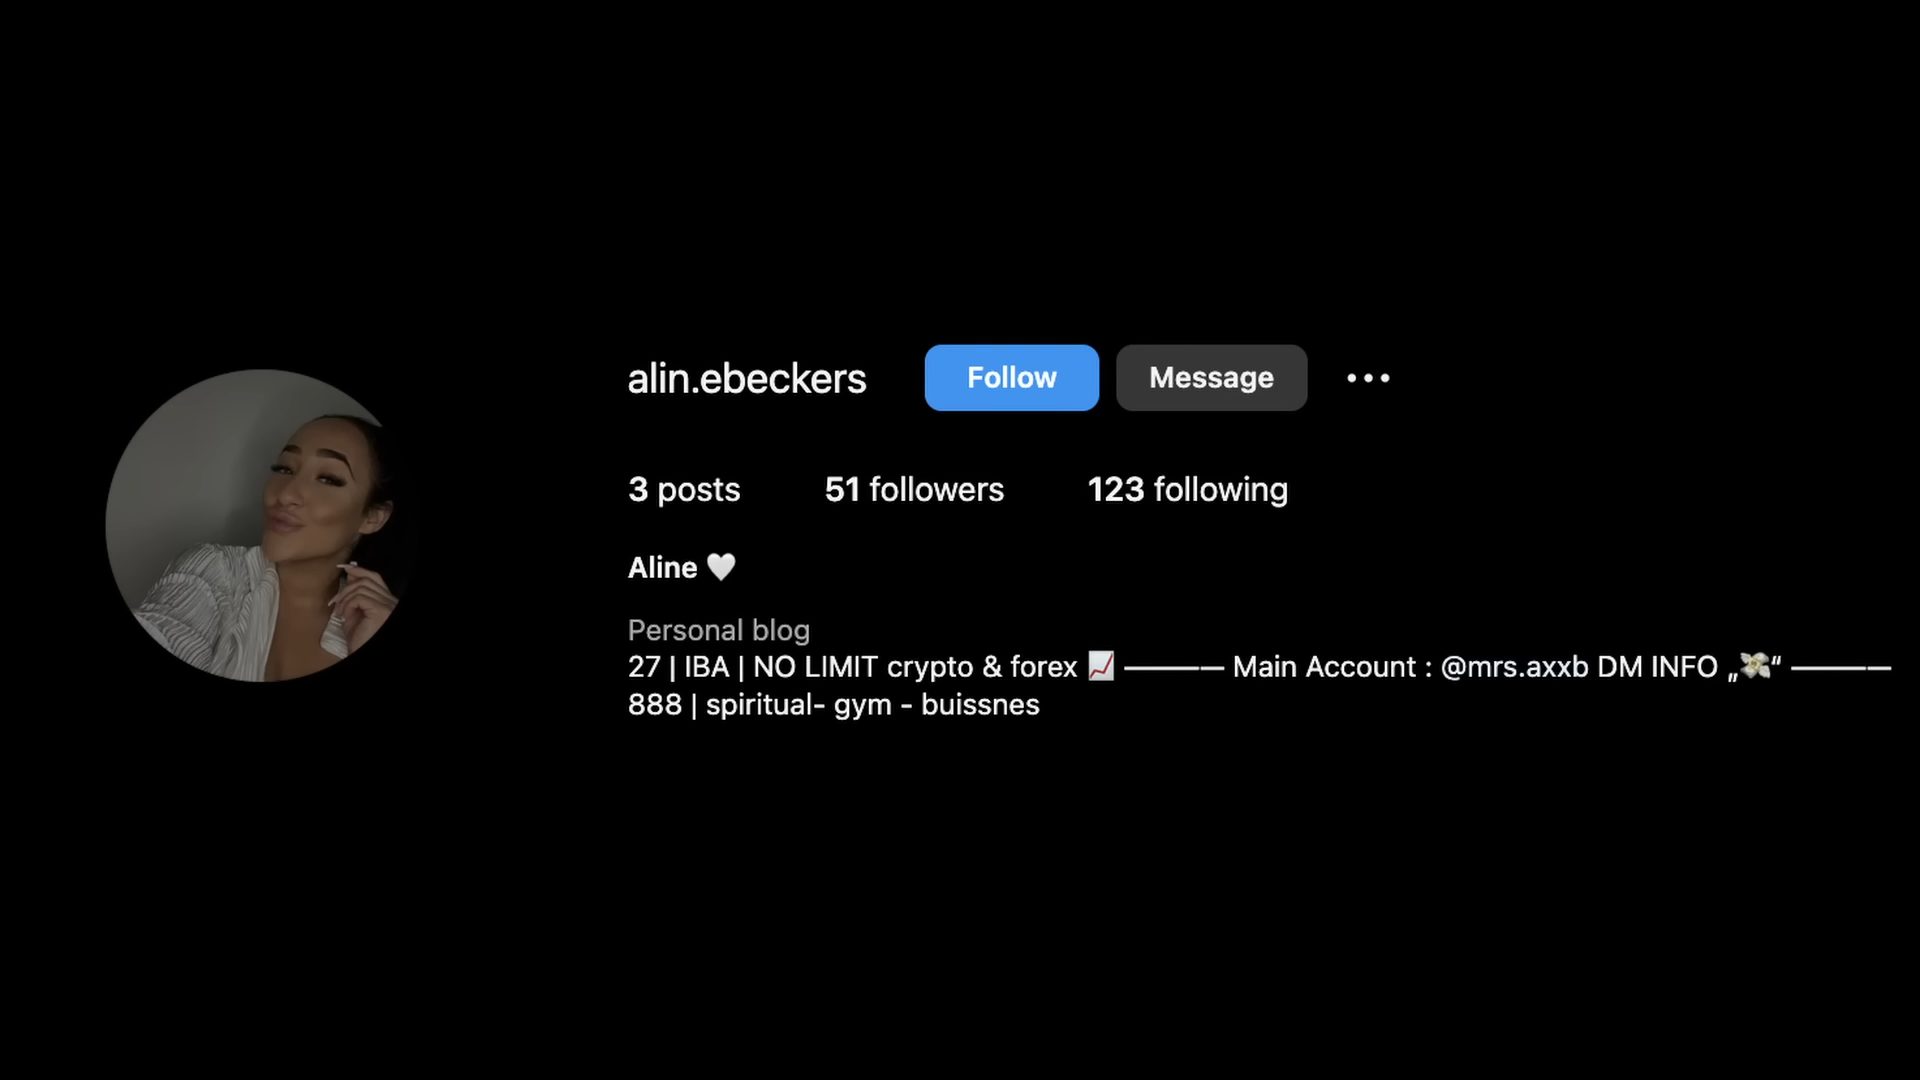 alin.ebeckers Follow Message
3 posts 51 followers 123 following
Aline 🤍
Personal blog
27 | IBA | NO LIMIT crypto & forex 📈 ———— Main Account : @mrs.axxb DM INFO „💸“ ————
888 | spiritual- gym - buissnes